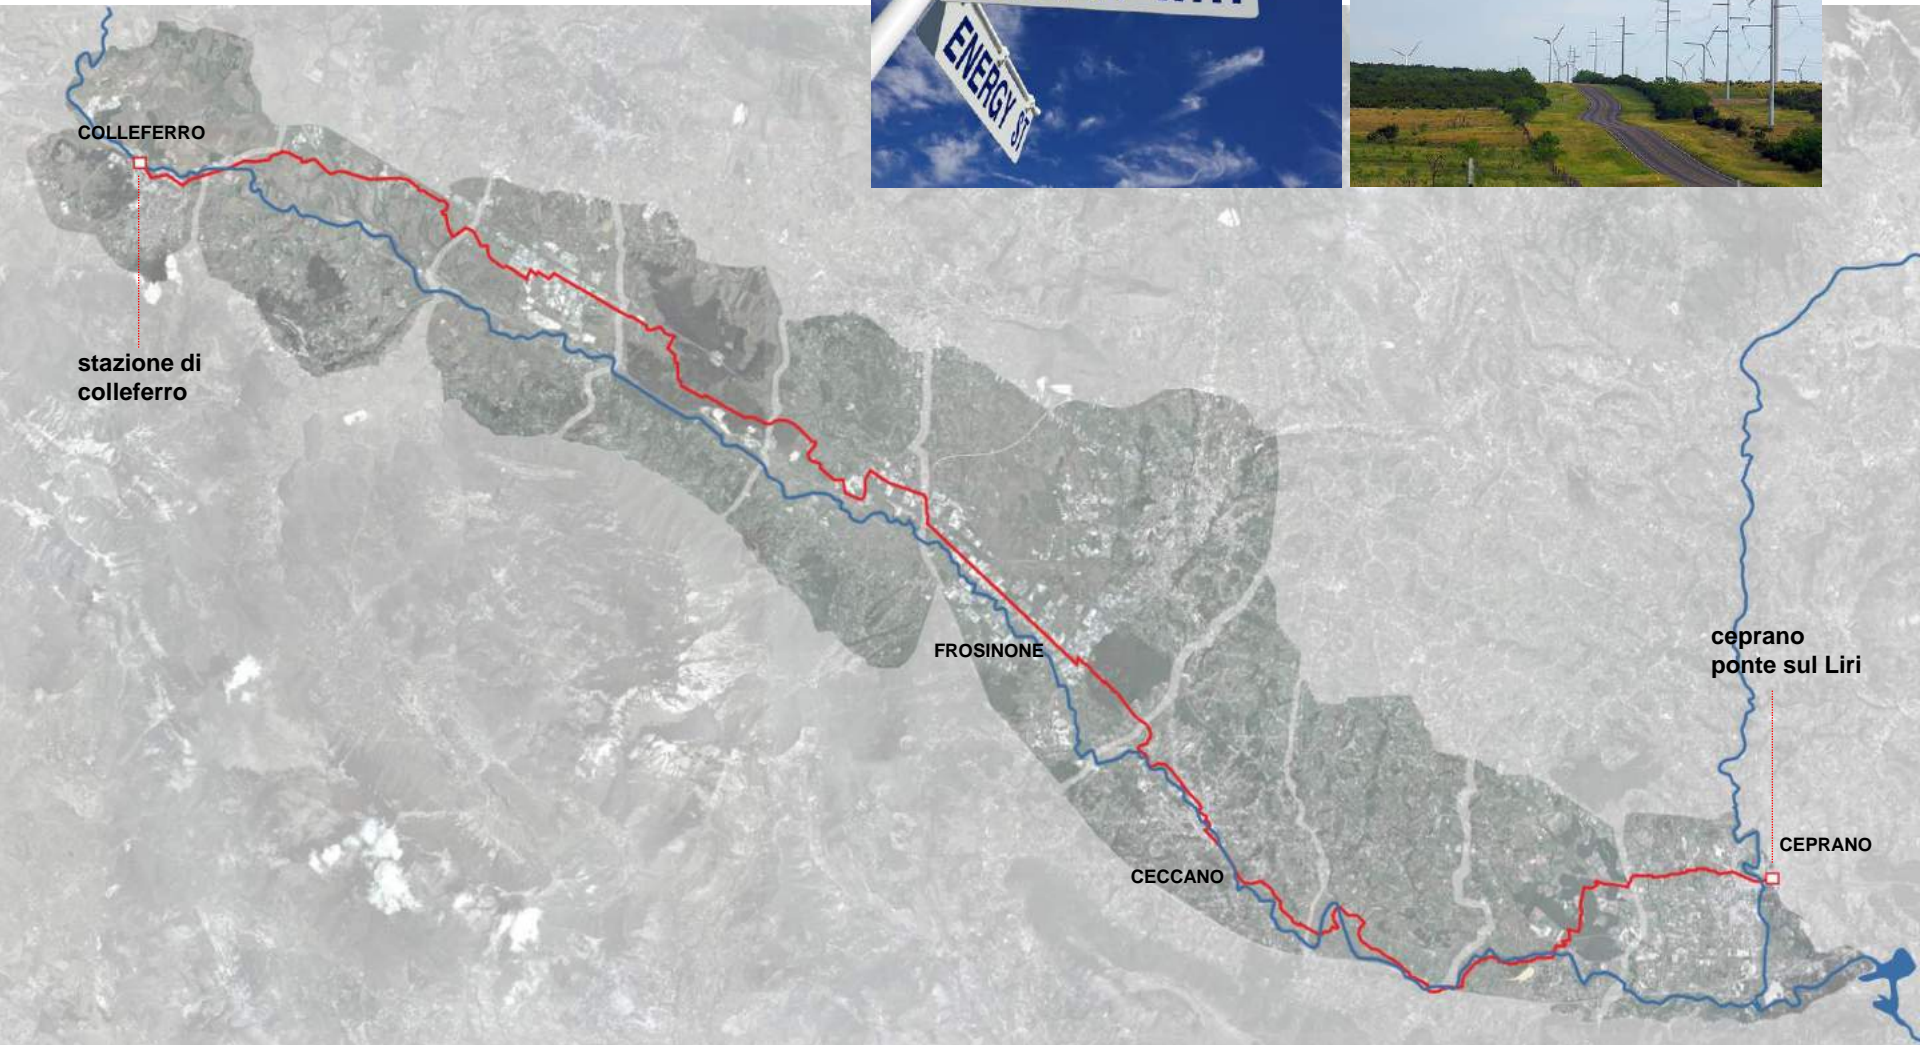 ENERGY ST
COLLEFERRO
stazione di
colleferro
FROSINONE
ceprano
ponte sul Liri
CEPRANO
CECCANO